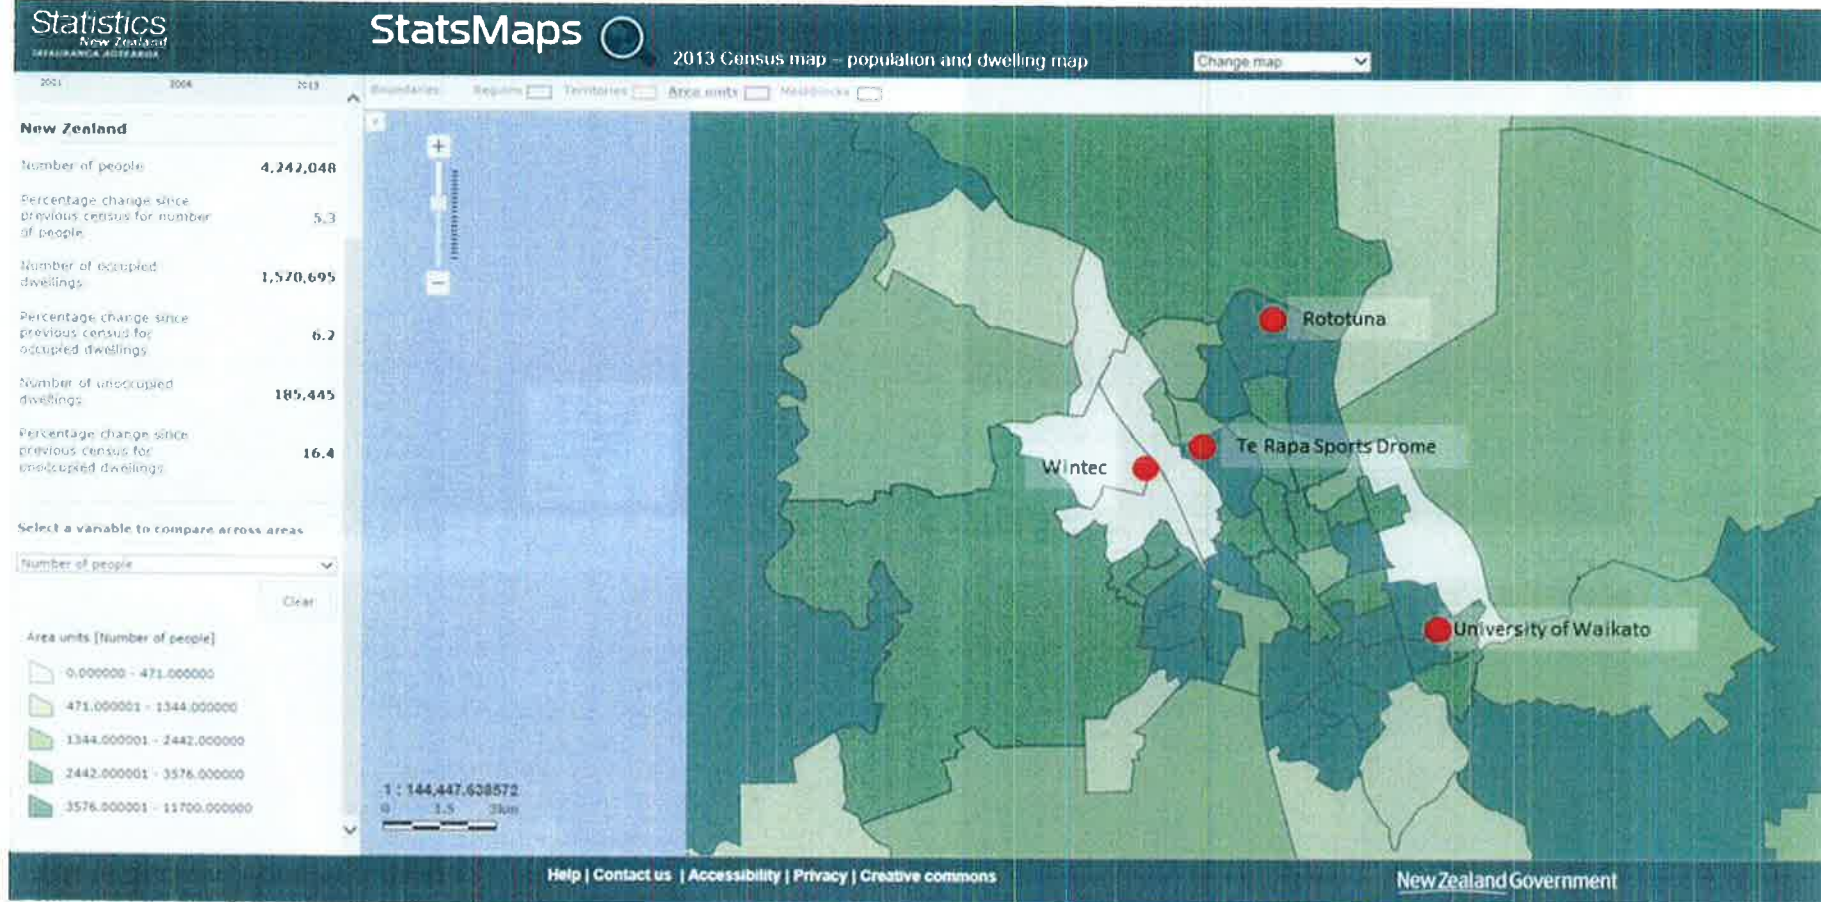 Statistics
New Zealand
TATAURANGA AOTEAROA
StatsMaps
2013 Census map – population and dwelling map
Change map
2001 2006 2013
Boundaries: Regions Territories Area units Meshblocks
New Zealand
Number of people 4,242,048
Percentage change since
previous census for number
of people 5.3
Number of occupied
dwellings 1,570,695
Percentage change since
previous census for
occupied dwellings 6.2
Number of unoccupied
dwellings 185,445
Percentage change since
previous census for
unoccupied dwellings 16.4
Select a variable to compare across areas
Number of people
Clear
Area units [Number of people]
0.000000 - 471.000000
471.000001 - 1344.000000
1344.000001 - 2442.000000
2442.000001 - 3576.000000
3576.000001 - 11700.000000
+
−
Rototuna
Te Rapa Sports Drome
Wintec
University of Waikato
1 : 144,447.638572
0 1.5 3km
Help | Contact us | Accessibility | Privacy | Creative commons
New Zealand Government